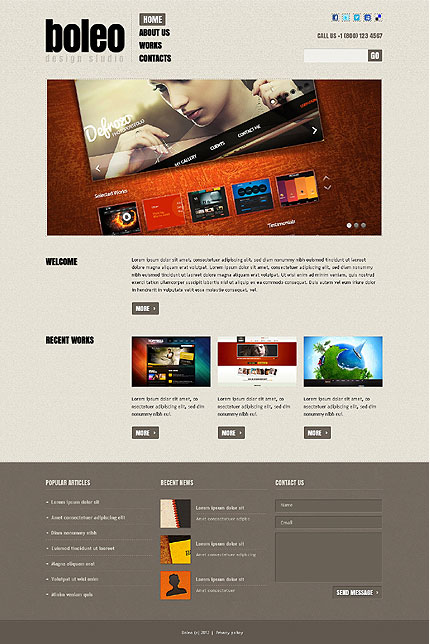 boleo
design studio
HOME
ABOUT US
WORKS
CONTACTS
CALL US +1 (800) 123 4567
GO
Defrozo
PHOTOPORTFOLIO
MY GALLERY
CLIENTS
CONTACT ME
Selected Works
Testimonials
WELCOME
Lorem ipsum dolor sit amet, consectetuer adipiscing elit, sed diam nonummy nibh euismod tincidunt ut laoreet
dolore magna aliquam erat volutpat. Lorem ipsum dolor sit amet, consectetuer adipiscing elit, sed diam nonummy
nibh euismod tincidunt ut laoreet dolore magna aliquam erat volutpat. Ut wisi enim ad minim veniam, quis nostrud exerci
tation ullamcorper suscipit lobortis nisl ut aliquip ex ea commodo consequat. Duis autem vel eum iriure dolor
in hendrerit in vulputate velit esse molestie consequat, vel.
MORE
RECENT WORKS
Lorem ipsum dolor sit amet, co
nsectetuer adipiscing elit, sed dim
nonummy nibh eui.
MORE
Lorem ipsum dolor sit amet, co
nsectetuer adipiscing elit, sed dim
nonummy nibh eui.
MORE
Lorem ipsum dolor sit amet, co
nsectetuer adipiscing elit, sed dim
nonummy nibh eui.
MORE
POPULAR ARTICLES
Lorem ipsum dolor sit
Amet consectetuer adipiscing elit
Diam nonummy nibh
Euismod tincidunt ut laoreet
Magna aliquam erat
Volutpat ut wisi enim
Minim veniam quis
RECENT NEWS
Lorem ipsum dolor sit
Amet consectetuer adipis
Lorem ipsum dolor sit
Amet consectetuer adipiscing
Lorem ipsum dolor sit
Amet consectetuer
CONTACT US
Name
Email
SEND MESSAGE
Boleo (c) 2012 | Privacy policy